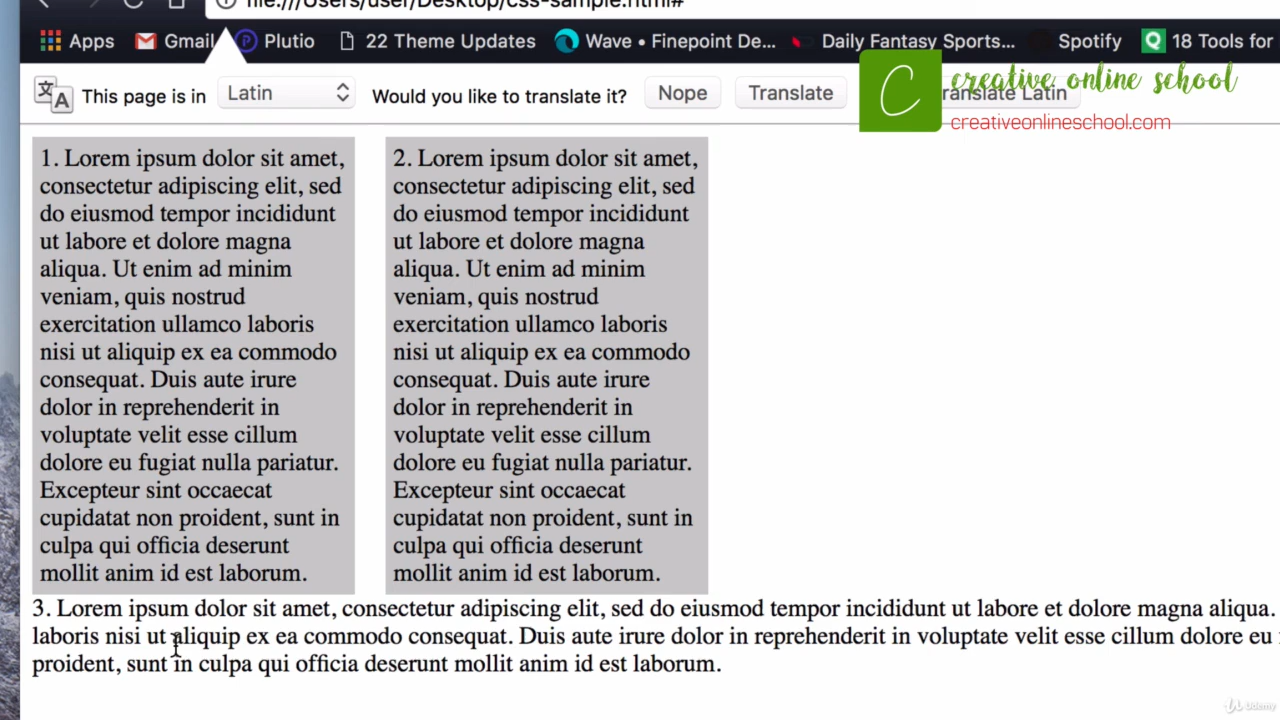 file:///Users/user/Desktop/css-sample.html#
Apps Gmail Plutio 22 Theme Updates Wave • Finepoint De... Daily Fantasy Sports... Spotify 18 Tools for
This page is in Latin Would you like to translate it? Nope Translate ranslate Latin
C creative online school
creativeonlineschool.com
1. Lorem ipsum dolor sit amet,
consectetur adipiscing elit, sed
do eiusmod tempor incididunt
ut labore et dolore magna
aliqua. Ut enim ad minim
veniam, quis nostrud
exercitation ullamco laboris
nisi ut aliquip ex ea commodo
consequat. Duis aute irure
dolor in reprehenderit in
voluptate velit esse cillum
dolore eu fugiat nulla pariatur.
Excepteur sint occaecat
cupidatat non proident, sunt in
culpa qui officia deserunt
mollit anim id est laborum.
2. Lorem ipsum dolor sit amet,
consectetur adipiscing elit, sed
do eiusmod tempor incididunt
ut labore et dolore magna
aliqua. Ut enim ad minim
veniam, quis nostrud
exercitation ullamco laboris
nisi ut aliquip ex ea commodo
consequat. Duis aute irure
dolor in reprehenderit in
voluptate velit esse cillum
dolore eu fugiat nulla pariatur.
Excepteur sint occaecat
cupidatat non proident, sunt in
culpa qui officia deserunt
mollit anim id est laborum.
3. Lorem ipsum dolor sit amet, consectetur adipiscing elit, sed do eiusmod tempor incididunt ut labore et dolore magna aliqua.
laboris nisi ut aliquip ex ea commodo consequat. Duis aute irure dolor in reprehenderit in voluptate velit esse cillum dolore eu
proident, sunt in culpa qui officia deserunt mollit anim id est laborum.
Udemy